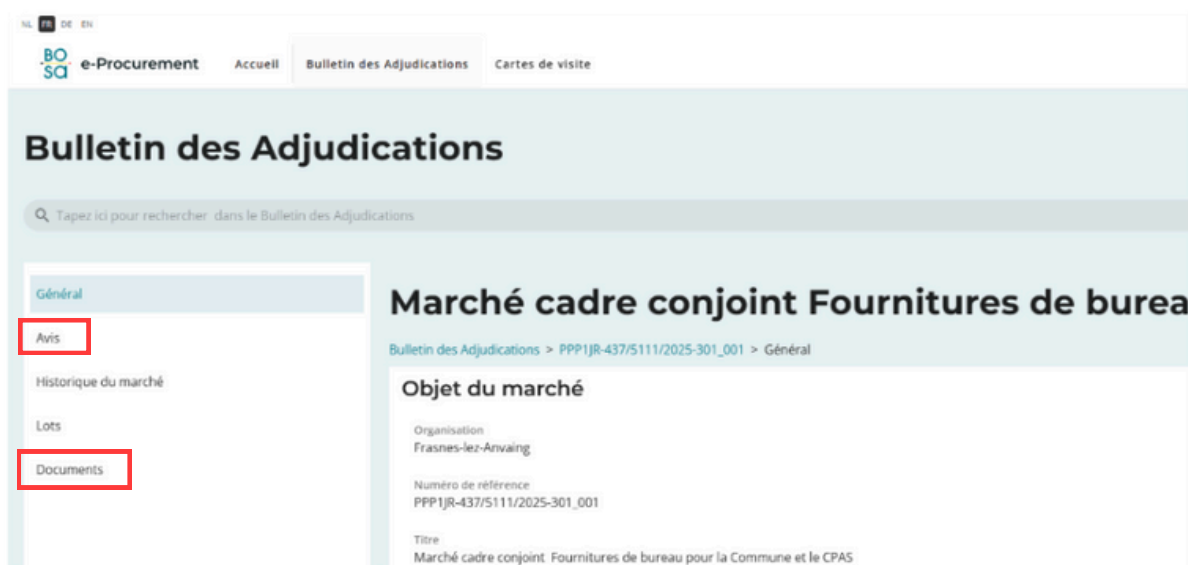 NL FR DE EN
BO SA e-Procurement Accueil Bulletin des Adjudications Cartes de visite
Bulletin des Adjudications
Tapez ici pour rechercher dans le Bulletin des Adjudications
Général
Avis
Historique du marché
Lots
Documents
Marché cadre conjoint Fournitures de burea
Bulletin des Adjudications > PPP1JR-437/5111/2025-301_001 > Général
Objet du marché
Organisation
Frasnes-lez-Anvaing
Numéro de référence
PPP1JR-437/5111/2025-301_001
Titre
Marché cadre conjoint Fournitures de bureau pour la Commune et le CPAS